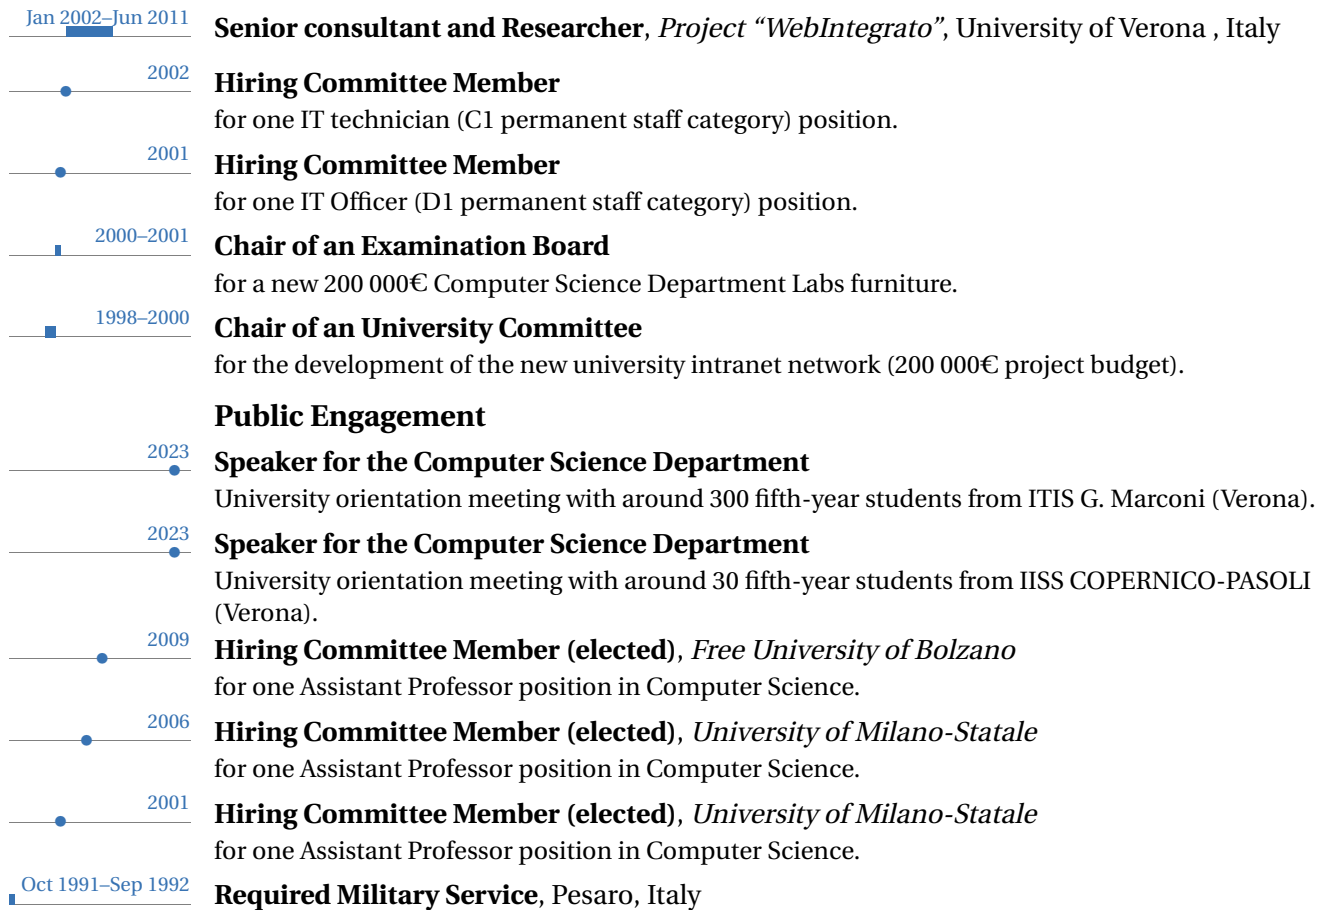 Jan 2002–Jun 2011
Senior consultant and Researcher, Project “WebIntegrato”, University of Verona , Italy
2002
Hiring Committee Member
for one IT technician (C1 permanent staff category) position.
2001
Hiring Committee Member
for one IT Officer (D1 permanent staff category) position.
2000–2001
Chair of an Examination Board
for a new 200 000€ Computer Science Department Labs furniture.
1998–2000
Chair of an University Committee
for the development of the new university intranet network (200 000€ project budget).
Public Engagement
2023
Speaker for the Computer Science Department
University orientation meeting with around 300 fifth-year students from ITIS G. Marconi (Verona).
2023
Speaker for the Computer Science Department
University orientation meeting with around 30 fifth-year students from IISS COPERNICO-PASOLI
(Verona).
2009
Hiring Committee Member (elected), Free University of Bolzano
for one Assistant Professor position in Computer Science.
2006
Hiring Committee Member (elected), University of Milano-Statale
for one Assistant Professor position in Computer Science.
2001
Hiring Committee Member (elected), University of Milano-Statale
for one Assistant Professor position in Computer Science.
Oct 1991–Sep 1992
Required Military Service, Pesaro, Italy